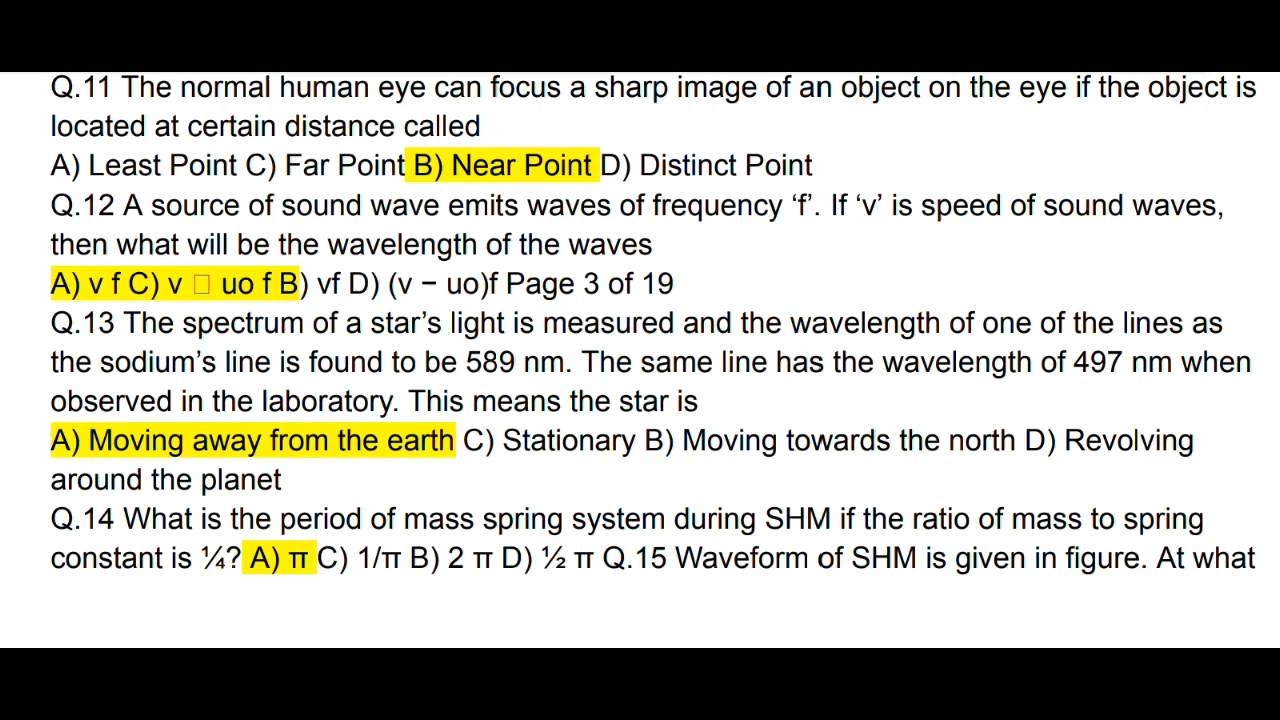 Q.11 The normal human eye can focus a sharp image of an object on the eye if the object is
located at certain distance called
A) Least Point C) Far Point B) Near Point D) Distinct Point
Q.12 A source of sound wave emits waves of frequency ‘f’. If ‘v’ is speed of sound waves,
then what will be the wavelength of the waves
A) v f C) v □ uo f B) vf D) (v − uo)f Page 3 of 19
Q.13 The spectrum of a star’s light is measured and the wavelength of one of the lines as
the sodium’s line is found to be 589 nm. The same line has the wavelength of 497 nm when
observed in the laboratory. This means the star is
A) Moving away from the earth C) Stationary B) Moving towards the north D) Revolving
around the planet
Q.14 What is the period of mass spring system during SHM if the ratio of mass to spring
constant is ¼? A) π C) 1/π B) 2 π D) ½ π Q.15 Waveform of SHM is given in figure. At what